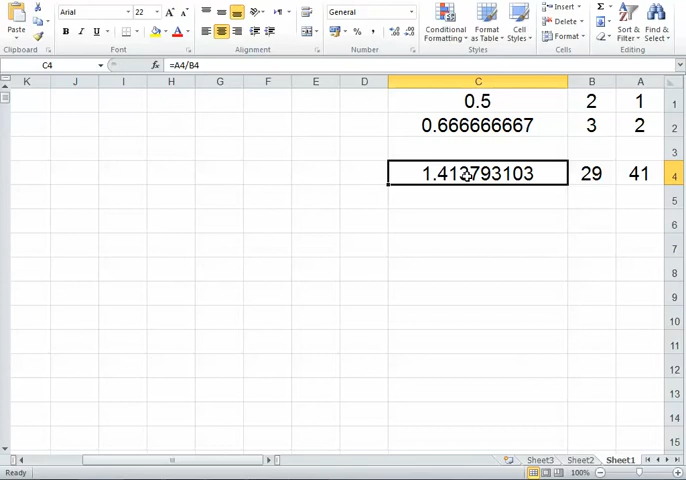 Paste
Clipboard
Arial 22
B I U
Font
Alignment
General
% ,
Number
Conditional Formatting
Format as Table
Cell Styles
Styles
Insert
Delete
Format
Cells
Σ
Sort & Filter
Find & Select
Editing
C4 fx =A4/B4
K J I H G F E D C B A
0.5 2 1 1
0.666666667 3 2 2
3
1.413793103 29 41 4
5
6
7
8
9
10
11
12
13
14
15
Sheet3 Sheet2 Sheet1
Ready 100%